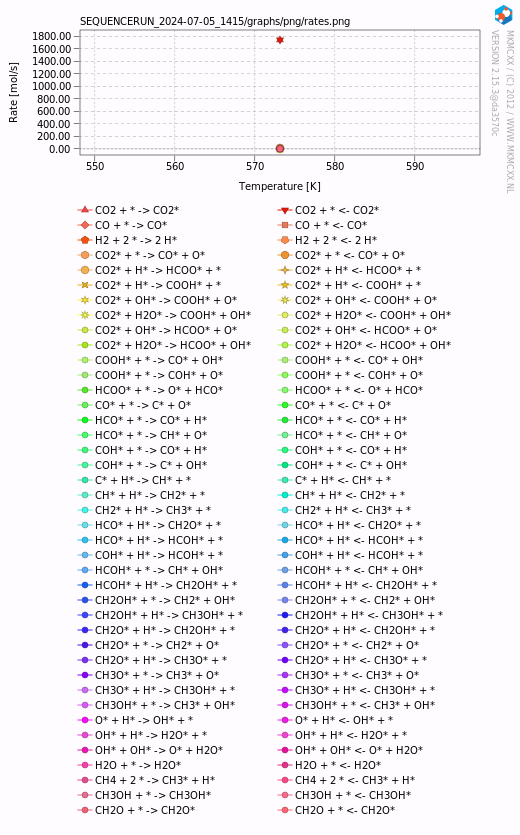 SEQUENCERUN_2024-07-05_1415/graphs/png/rates.png
1800.00
1600.00
1400.00
1200.00
1000.00
800.00
600.00
400.00
200.00
0.00
Rate [mol/s]
550 560 570 580 590
Temperature [K]
MKMCXX / (C) 2012 / WWW.MKMCXX.NL
VERSION 2.15.3@da3570c
CO2 + * -> CO2* CO2 + * <- CO2*
CO + * -> CO* CO + * <- CO*
H2 + 2 * -> 2 H* H2 + 2 * <- 2 H*
CO2* + * -> CO* + O* CO2* + * <- CO* + O*
CO2* + H* -> HCOO* + * CO2* + H* <- HCOO* + *
CO2* + H* -> COOH* + * CO2* + H* <- COOH* + *
CO2* + OH* -> COOH* + O* CO2* + OH* <- COOH* + O*
CO2* + H2O* -> COOH* + OH* CO2* + H2O* <- COOH* + OH*
CO2* + OH* -> HCOO* + O* CO2* + OH* <- HCOO* + O*
CO2* + H2O* -> HCOO* + OH* CO2* + H2O* <- HCOO* + OH*
COOH* + * -> CO* + OH* COOH* + * <- CO* + OH*
COOH* + * -> COH* + O* COOH* + * <- COH* + O*
HCOO* + * -> O* + HCO* HCOO* + * <- O* + HCO*
CO* + * -> C* + O* CO* + * <- C* + O*
HCO* + * -> CO* + H* HCO* + * <- CO* + H*
HCO* + * -> CH* + O* HCO* + * <- CH* + O*
COH* + * -> CO* + H* COH* + * <- CO* + H*
COH* + * -> C* + OH* COH* + * <- C* + OH*
C* + H* -> CH* + * C* + H* <- CH* + *
CH* + H* -> CH2* + * CH* + H* <- CH2* + *
CH2* + H* -> CH3* + * CH2* + H* <- CH3* + *
HCO* + H* -> CH2O* + * HCO* + H* <- CH2O* + *
HCO* + H* -> HCOH* + * HCO* + H* <- HCOH* + *
COH* + H* -> HCOH* + * COH* + H* <- HCOH* + *
HCOH* + * -> CH* + OH* HCOH* + * <- CH* + OH*
HCOH* + H* -> CH2OH* + * HCOH* + H* <- CH2OH* + *
CH2OH* + * -> CH2* + OH* CH2OH* + * <- CH2* + OH*
CH2OH* + H* -> CH3OH* + * CH2OH* + H* <- CH3OH* + *
CH2O* + H* -> CH2OH* + * CH2O* + H* <- CH2OH* + *
CH2O* + * -> CH2* + O* CH2O* + * <- CH2* + O*
CH2O* + H* -> CH3O* + * CH2O* + H* <- CH3O* + *
CH3O* + * -> CH3* + O* CH3O* + * <- CH3* + O*
CH3O* + H* -> CH3OH* + * CH3O* + H* <- CH3OH* + *
CH3OH* + * -> CH3* + OH* CH3OH* + * <- CH3* + OH*
O* + H* -> OH* + * O* + H* <- OH* + *
OH* + H* -> H2O* + * OH* + H* <- H2O* + *
OH* + OH* -> O* + H2O* OH* + OH* <- O* + H2O*
H2O + * -> H2O* H2O + * <- H2O*
CH4 + 2 * -> CH3* + H* CH4 + 2 * <- CH3* + H*
CH3OH + * -> CH3OH* CH3OH + * <- CH3OH*
CH2O + * -> CH2O* CH2O + * <- CH2O*